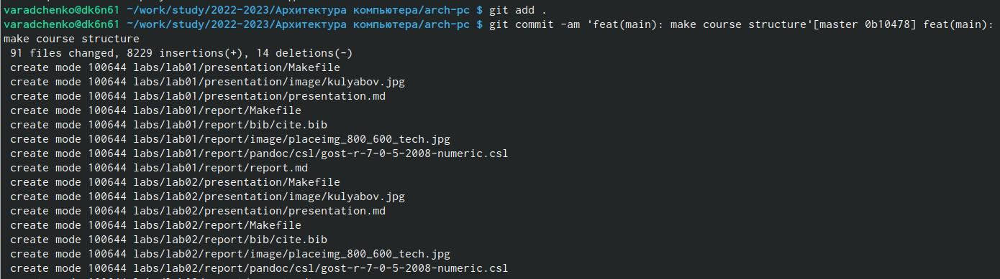 varadchenko@dk6n61 ~/work/study/2022-2023/Архитектура компьютера/arch-pc $ git add .
varadchenko@dk6n61 ~/work/study/2022-2023/Архитектура компьютера/arch-pc $ git commit -am 'feat(main): make course structure'[master 0b10478] feat(main):
make course structure
91 files changed, 8229 insertions(+), 14 deletions(-)
create mode 100644 labs/lab01/presentation/Makefile
create mode 100644 labs/lab01/presentation/image/kulyabov.jpg
create mode 100644 labs/lab01/presentation/presentation.md
create mode 100644 labs/lab01/report/Makefile
create mode 100644 labs/lab01/report/bib/cite.bib
create mode 100644 labs/lab01/report/image/placeimg_800_600_tech.jpg
create mode 100644 labs/lab01/report/pandoc/csl/gost-r-7-0-5-2008-numeric.csl
create mode 100644 labs/lab01/report/report.md
create mode 100644 labs/lab02/presentation/Makefile
create mode 100644 labs/lab02/presentation/image/kulyabov.jpg
create mode 100644 labs/lab02/presentation/presentation.md
create mode 100644 labs/lab02/report/Makefile
create mode 100644 labs/lab02/report/bib/cite.bib
create mode 100644 labs/lab02/report/image/placeimg_800_600_tech.jpg
create mode 100644 labs/lab02/report/pandoc/csl/gost-r-7-0-5-2008-numeric.csl